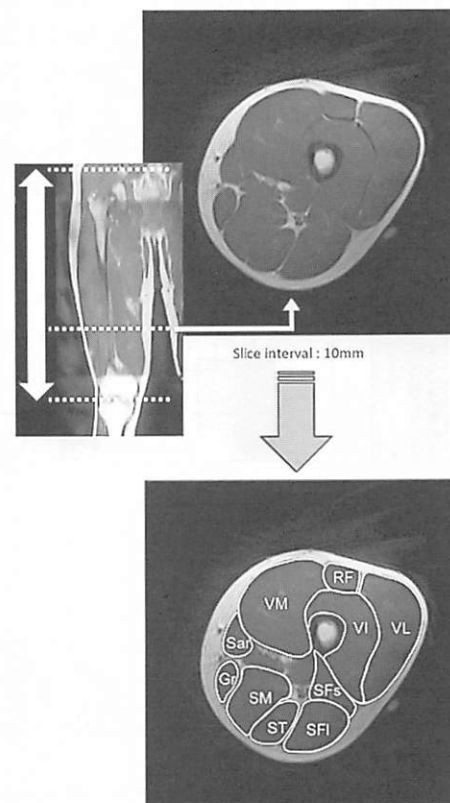 Slice interval : 10mm
RF
VM
VI
VL
Sar
Gr
SM
SFs
ST
SFl